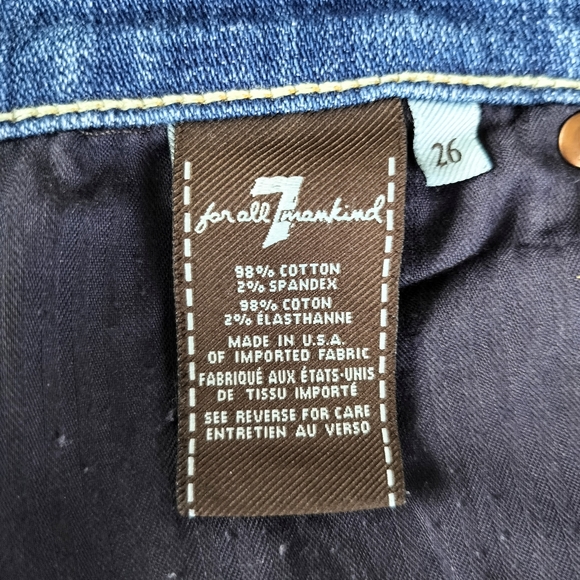 for all 7 mankind
26
98% COTTON
2% SPANDEX
98% COTON
2% ÉLASTHANNE
MADE IN U.S.A.
OF IMPORTED FABRIC
FABRIQUÉ AUX ÉTATS-UNIS
DE TISSU IMPORTÉ
SEE REVERSE FOR CARE
ENTRETIEN AU VERSO